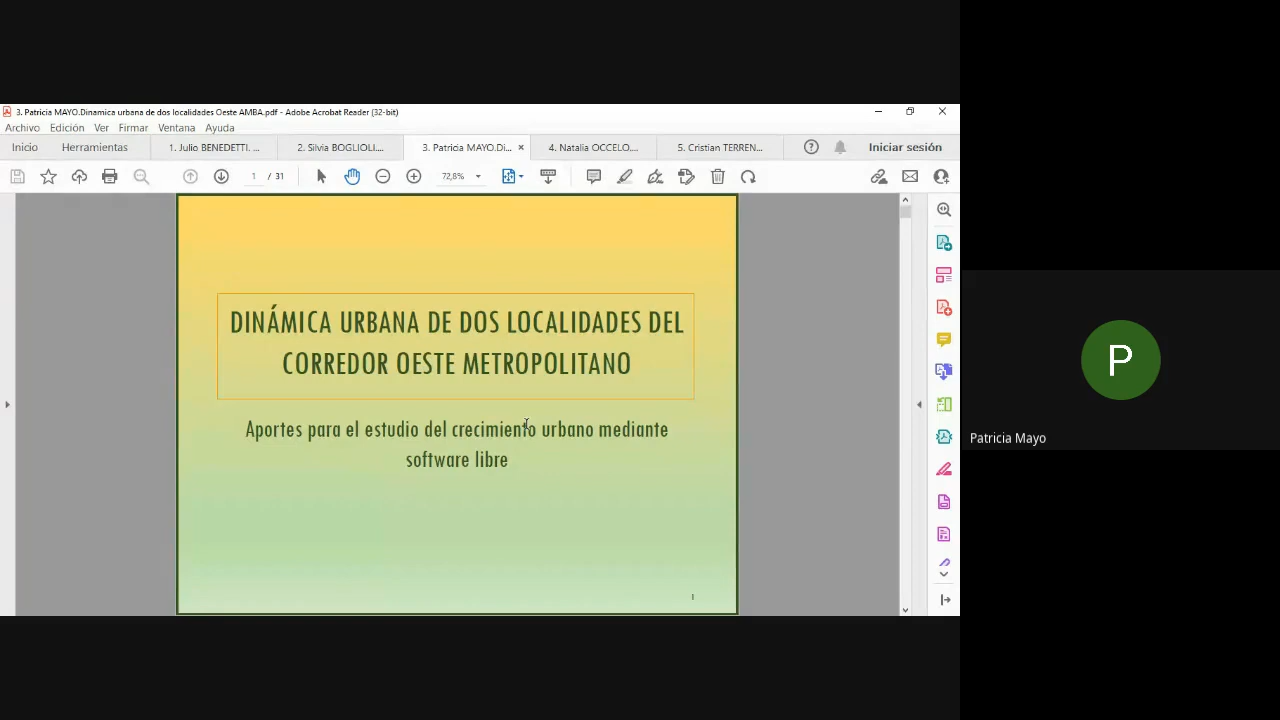 3. Patricia MAYO.Dinamica urbana de dos localidades Oeste AMBA.pdf - Adobe Acrobat Reader (32-bit)
Archivo Edición Ver Firmar Ventana Ayuda
Inicio Herramientas 1. Julio BENEDETTI. ... 2. Silvia BOGLIOLI.... 3. Patricia MAYO.Di... 4. Natalia OCCELO.... 5. Cristian TERREN... Iniciar sesión
1 / 31 72,8%
DINÁMICA URBANA DE DOS LOCALIDADES DEL
CORREDOR OESTE METROPOLITANO
Aportes para el estudio del crecimiento urbano mediante
software libre
1
P
Patricia Mayo